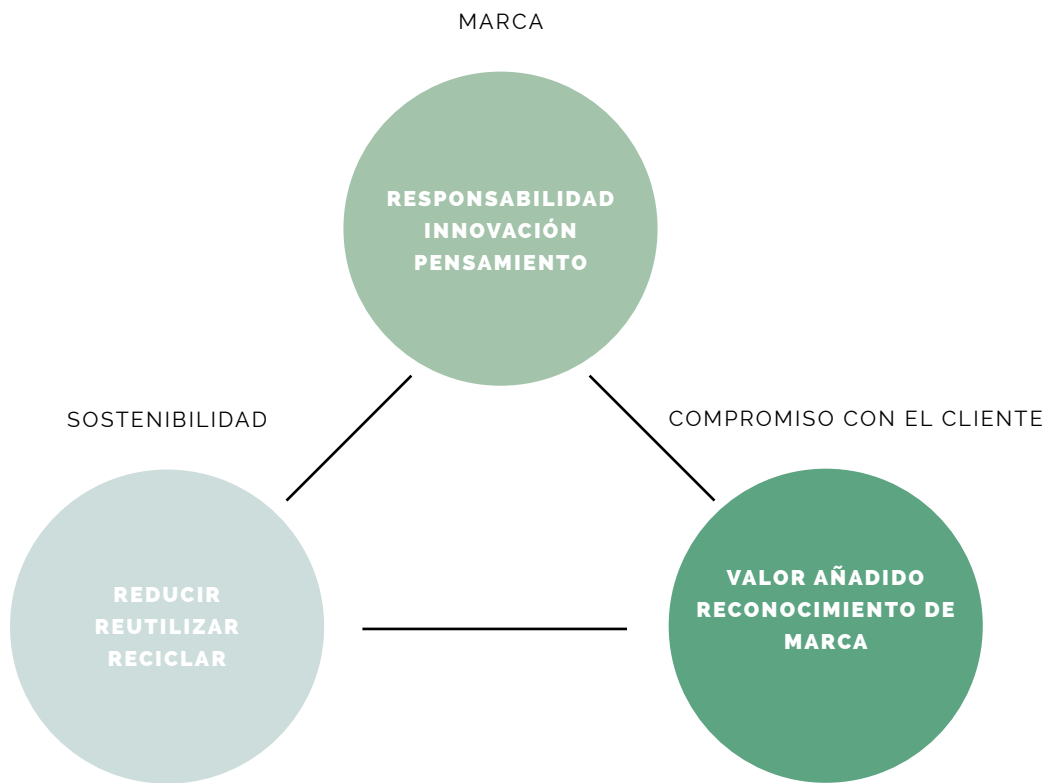 MARCA
RESPONSABILIDAD
INNOVACIÓN
PENSAMIENTO
SOSTENIBILIDAD
COMPROMISO CON EL CLIENTE
REDUCIR
REUTILIZAR
RECICLAR
VALOR AÑADIDO
RECONOCIMIENTO DE
MARCA